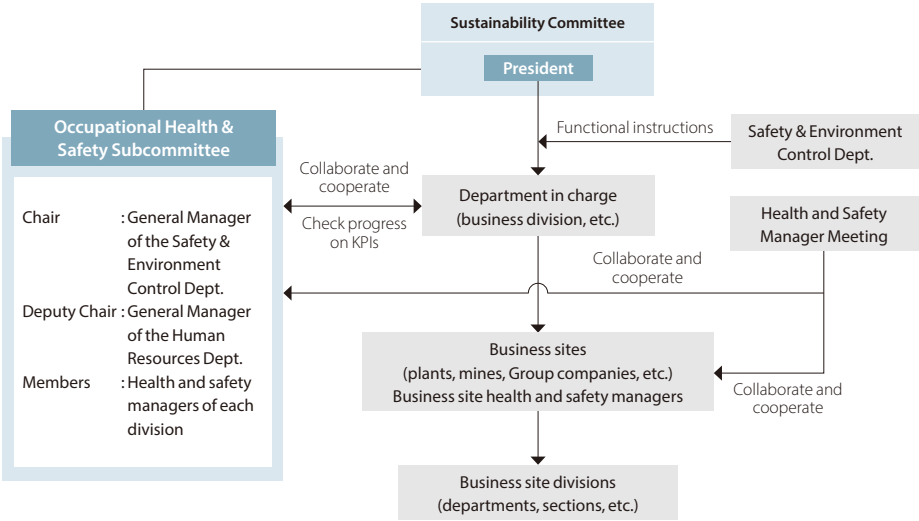 Sustainability Committee
President
Occupational Health &
Safety Subcommittee
Chair : General Manager
of the Safety &
Environment
Control Dept.
Deputy Chair : General Manager
of the Human
Resources Dept.
Members : Health and safety
managers of each
division
Collaborate and
cooperate
Check progress
on KPIs
Functional instructions
Safety & Environment
Control Dept.
Department in charge
(business division, etc.)
Health and Safety
Manager Meeting
Collaborate and
cooperate
Business sites
(plants, mines, Group companies, etc.)
Business site health and safety managers
Collaborate and
cooperate
Business site divisions
(departments, sections, etc.)